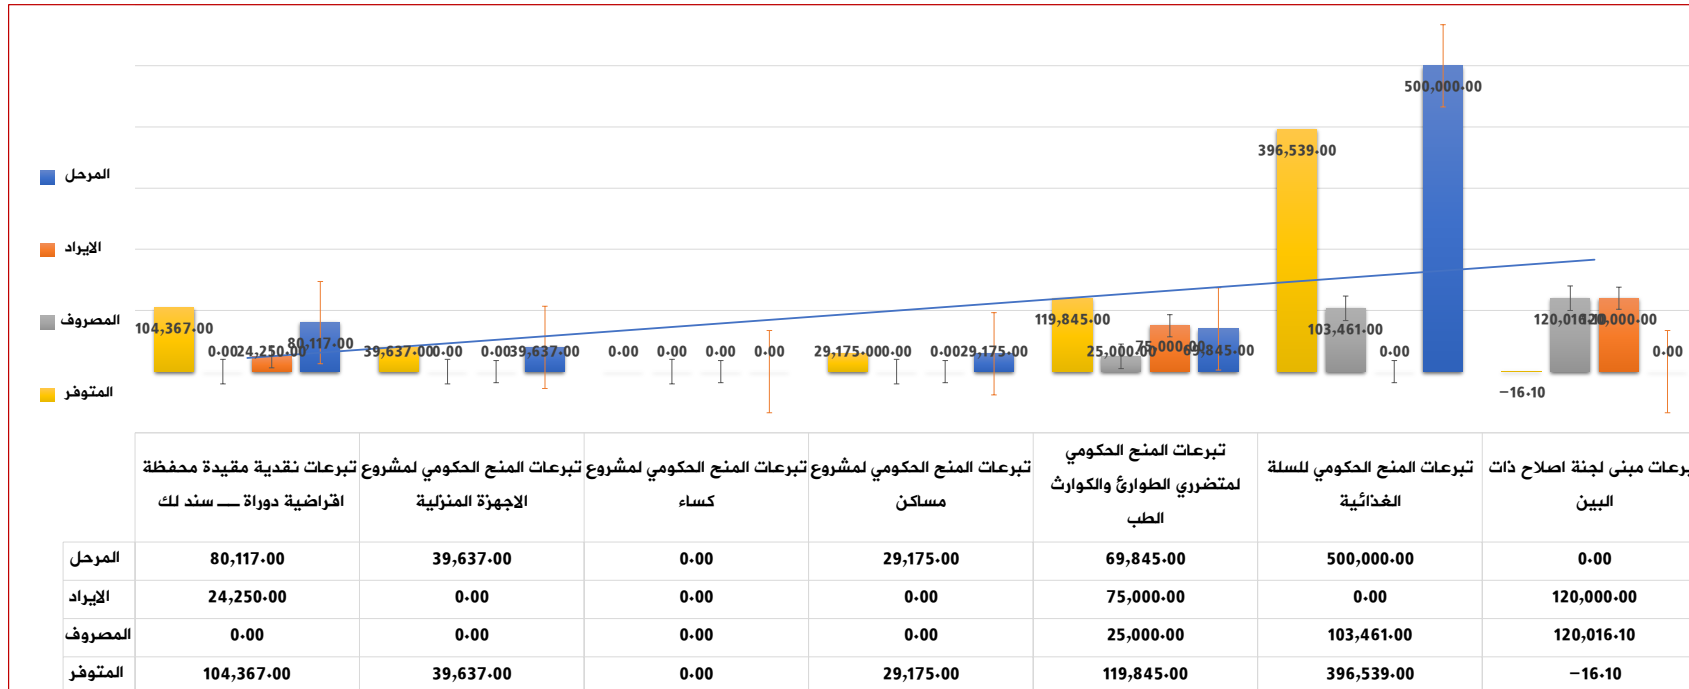 500,000.00
396,539.00
المرحل
الايراد
المصروف
المتوفر
104,367.00
0.00
24,250.00
80,117.00
39,637.00
0.00
0.00
39,637.00
0.00
0.00
0.00
0.00
29,175.00
0.00
0.00
29,175.00
119,845.00
25,000.00
75,000.00
69,845.00
103,461.00
0.00
120,016.10
120,000.00
0.00
−16.10
تبرعات نقدية مقيدة محفظة
اقراضية دوراة ــــ سند لك
تبرعات المنح الحكومي لمشروع
الاجهزة المنزلية
تبرعات المنح الحكومي لمشروع
كساء
تبرعات المنح الحكومي لمشروع
مساكن
تبرعات المنح الحكومي
لمتضرري الطوارئ والكوارث
الطب
تبرعات المنح الحكومي للسلة
الغذائية
مبنى لجنة اصلاح ذات
البين
المرحل 80,117.00 39,637.00 0.00 29,175.00 69,845.00 500,000.00 0.00
الايراد 24,250.00 0.00 0.00 0.00 75,000.00 0.00 120,000.00
المصروف 0.00 0.00 0.00 0.00 25,000.00 103,461.00 120,016.10
المتوفر 104,367.00 39,637.00 0.00 29,175.00 119,845.00 396,539.00 −16.10